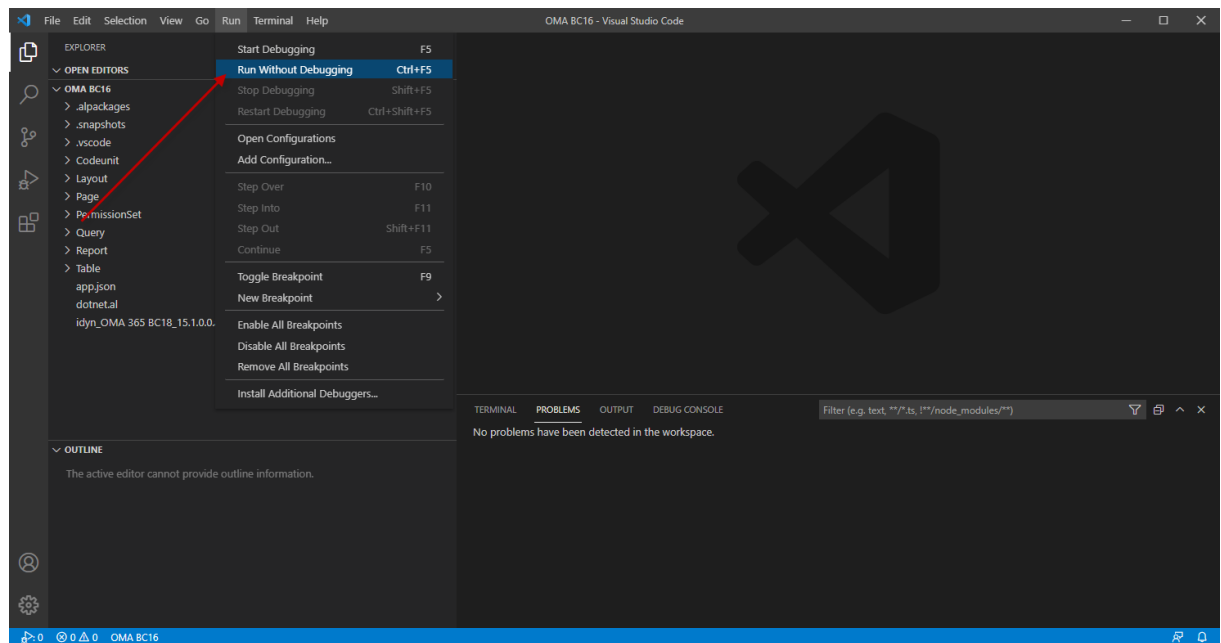 File Edit Selection View Go Run Terminal Help
OMA BC16 - Visual Studio Code
EXPLORER
OPEN EDITORS
OMA BC16
.alpackages
.snapshots
.vscode
Codeunit
Layout
Page
PermissionSet
Query
Report
Table
app.json
dotnet.al
idyn_OMA 365 BC18_15.1.0.0.
Start Debugging F5
Run Without Debugging Ctrl+F5
Stop Debugging Shift+F5
Restart Debugging Ctrl+Shift+F5
Open Configurations
Add Configuration...
Step Over F10
Step Into F11
Step Out Shift+F11
Continue F5
Toggle Breakpoint F9
New Breakpoint
Enable All Breakpoints
Disable All Breakpoints
Remove All Breakpoints
Install Additional Debuggers...
TERMINAL PROBLEMS OUTPUT DEBUG CONSOLE
Filter (e.g. text, **/*.ts, !**/node_modules/**)
No problems have been detected in the workspace.
OUTLINE
The active editor cannot provide outline information.
0 0 0 OMA BC16